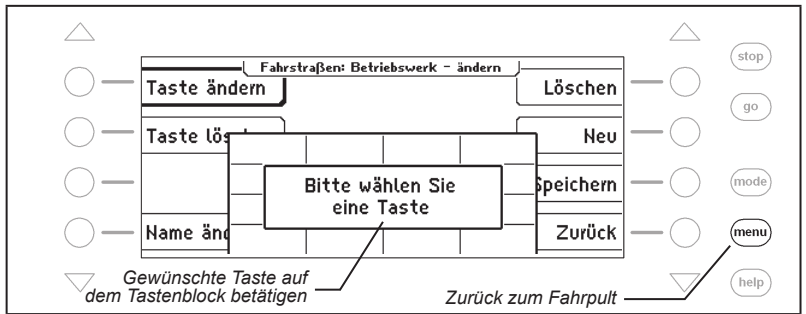 Fahrstraßen: Betriebswerk - ändern
stop
Taste ändern
Löschen
go
Taste lös
Neu
Bitte wählen Sie
eine Taste
Speichern
mode
Name änd
Zurück
menu
Gewünschte Taste auf
dem Tastenblock betätigen
Zurück zum Fahrpult
help